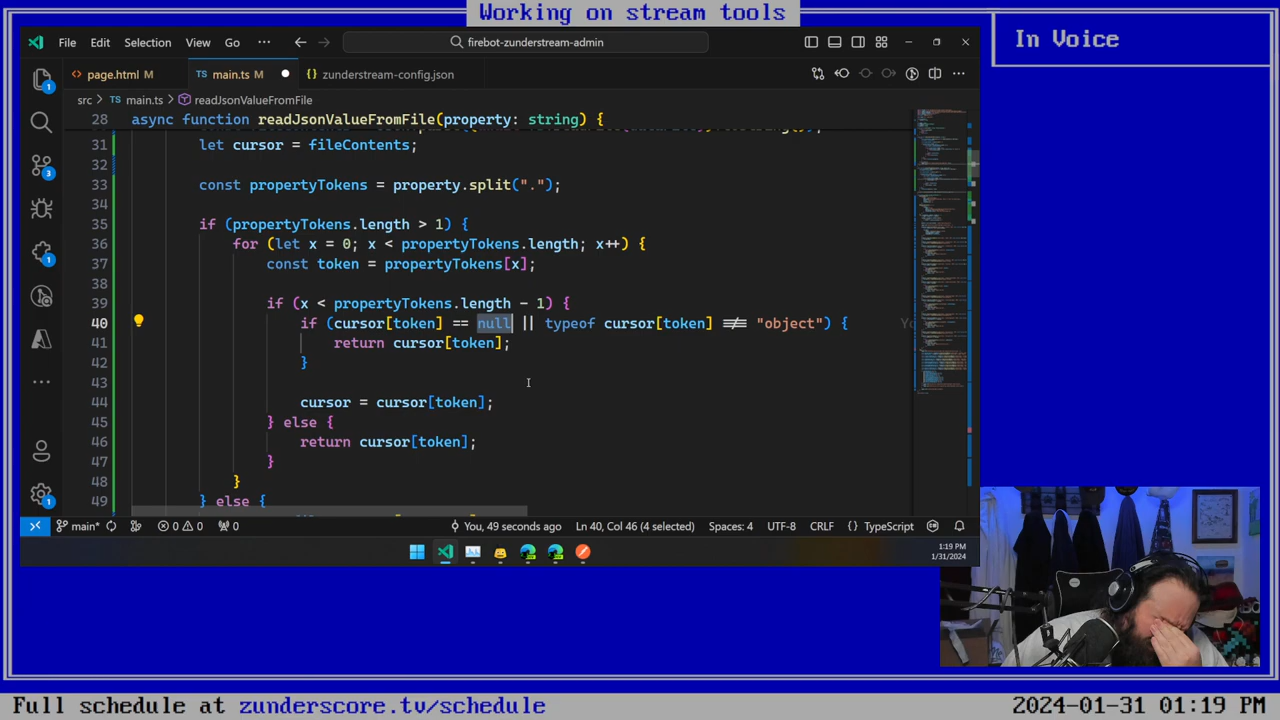 Working on stream tools
In Voice
File Edit Selection View Go ··· firebot-zunderstream-admin
page.html M main.ts M zunderstream-config.json
src > main.ts > readJsonValueFromFile
28 async function readJsonValueFromFile(property: string) {
31 let cursor = fileContents;
32
33 const propertyTokens = property.split(".");
34
35 if (propertyTokens.length > 1) {
36 for (let x = 0; x < propertyTokens.length; x++) {
37 const token = propertyTokens[x];
38
39 if (x < propertyTokens.length - 1) {
40 if (cursor[token] == null || typeof cursor[token] !== "object") {
41 return cursor[token];
42 }
43
44 cursor = cursor[token];
45 } else {
46 return cursor[token];
47 }
48 }
49 } else {
main* 0 0 0 You, 49 seconds ago Ln 40, Col 46 (4 selected) Spaces: 4 UTF-8 CRLF {} TypeScript
1:19 PM
1/31/2024
Full schedule at zunderscore.tv/schedule 2024-01-31 01:19 PM